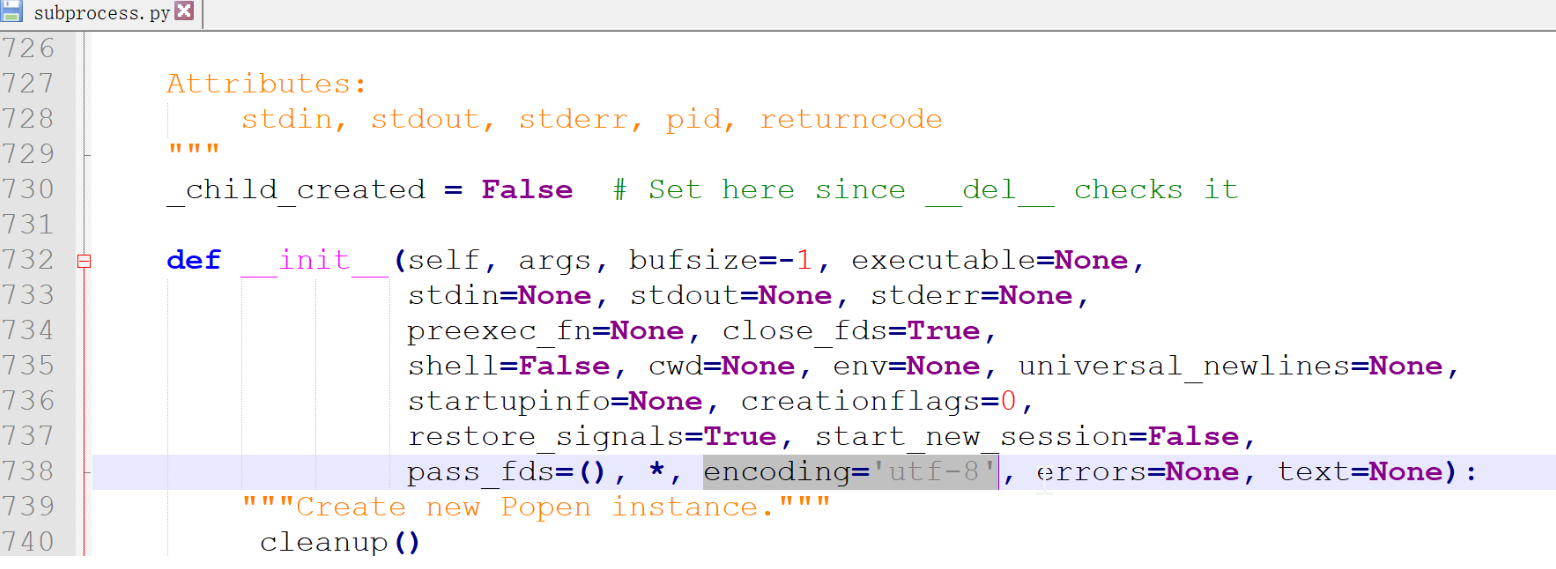 subprocess.py
726
727 Attributes:
728 stdin, stdout, stderr, pid, returncode
729 """
730 _child_created = False  # Set here since __del__ checks it
731
732 def __init__(self, args, bufsize=-1, executable=None,
733 stdin=None, stdout=None, stderr=None,
734 preexec_fn=None, close_fds=True,
735 shell=False, cwd=None, env=None, universal_newlines=None,
736 startupinfo=None, creationflags=0,
737 restore_signals=True, start_new_session=False,
738 pass_fds=(), *, encoding='utf-8', errors=None, text=None):
739 """Create new Popen instance."""
740 _cleanup()